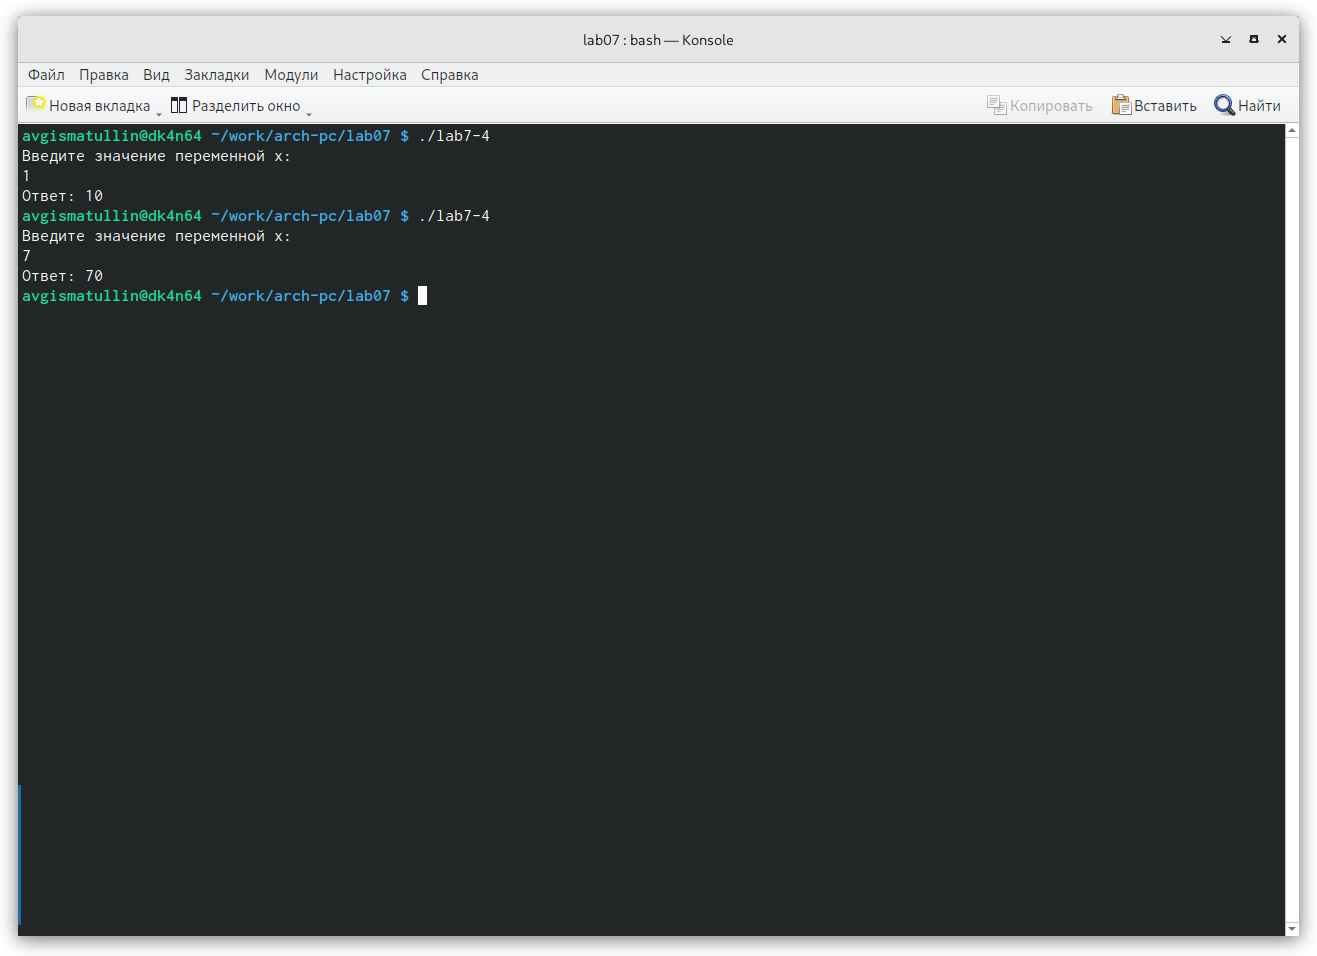 lab07 : bash — Konsole
Файл Правка Вид Закладки Модули Настройка Справка
Новая вкладка Разделить окно Копировать Вставить Найти
avgismatullin@dk4n64 ~/work/arch-pc/lab07 $ ./lab7-4
Введите значение переменной x:
1
Ответ: 10
avgismatullin@dk4n64 ~/work/arch-pc/lab07 $ ./lab7-4
Введите значение переменной x:
7
Ответ: 70
avgismatullin@dk4n64 ~/work/arch-pc/lab07 $